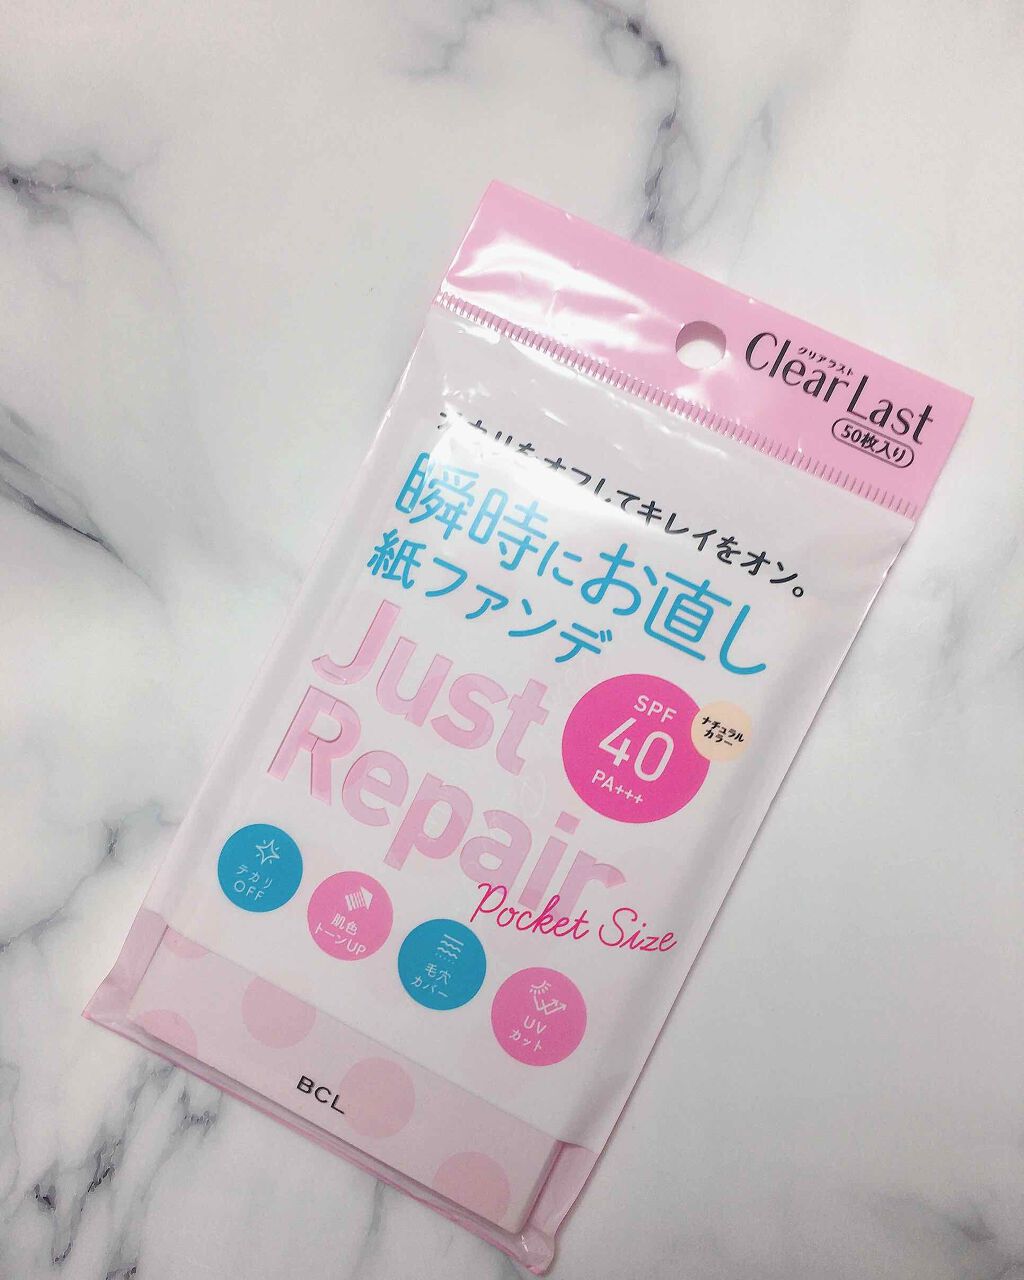 クリアラスト
ClearLast
50枚入り
テカリをオフしてキレイをオン。
瞬時にお直し
紙ファンデ
Just
Repair
Pocket Size
SPF
40
PA+++
ナチュラル
カラー
テカリ
OFF
肌色
トーンUP
毛穴
カバー
UV
カット
BCL